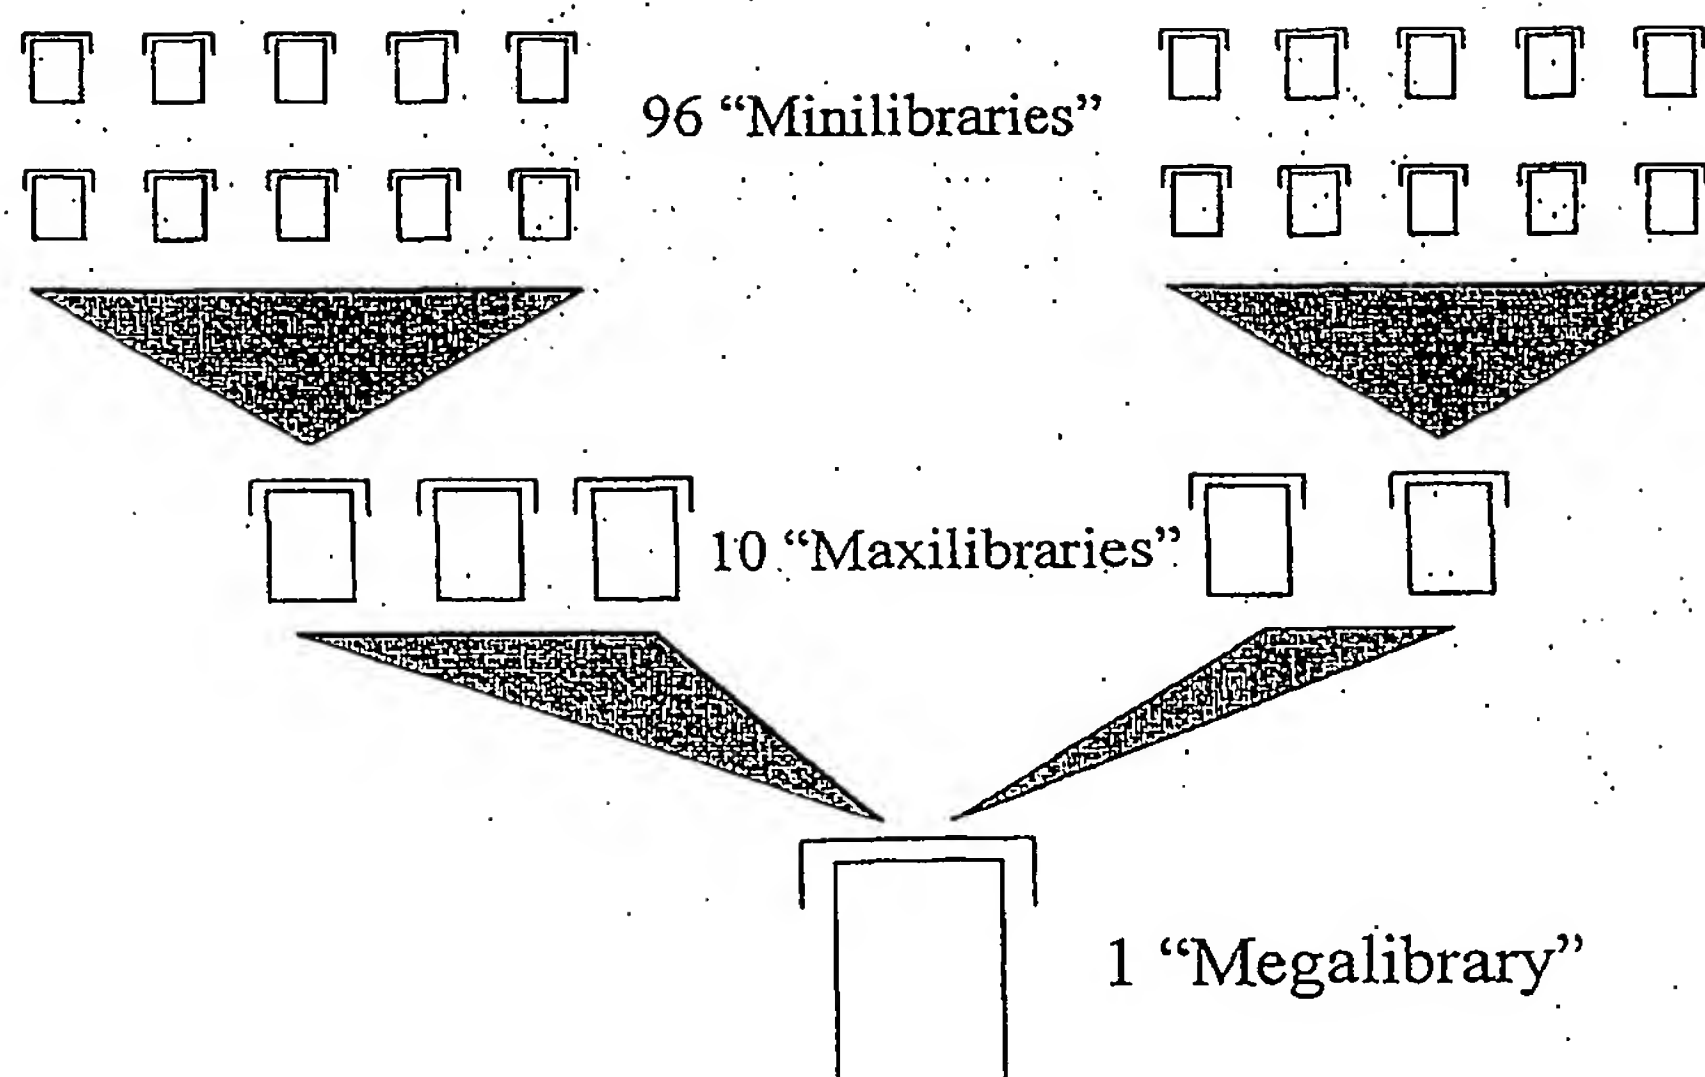 96 “Minilibraries”
10 “Maxilibraries”
1 “Megalibrary”